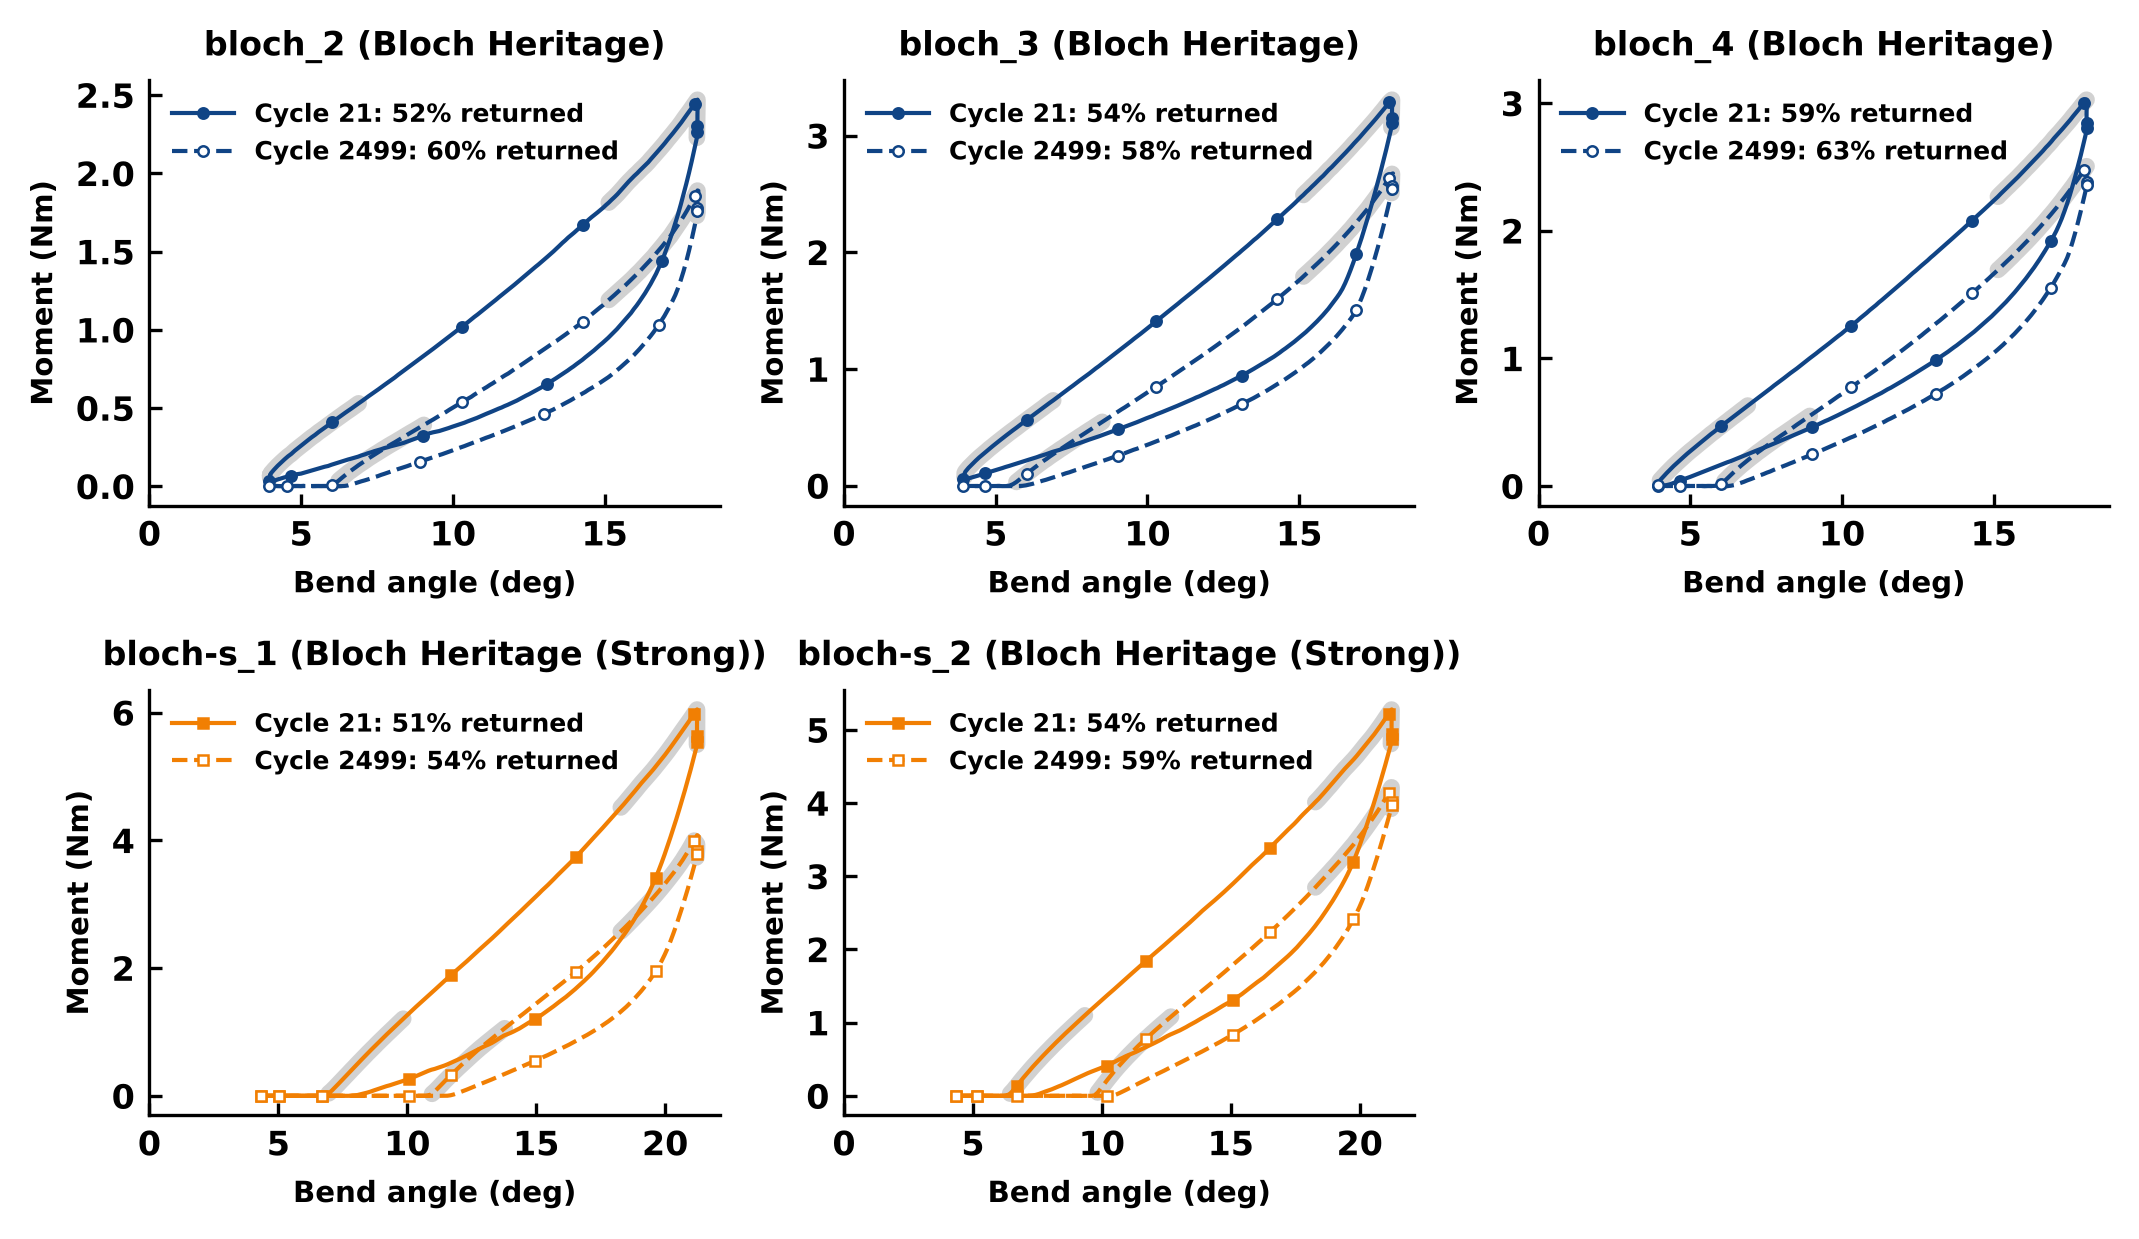 bloch_2 (Bloch Heritage)
Cycle 21: 52% returned
Cycle 2499: 60% returned
Moment (Nm)
2.5
2.0
1.5
1.0
0.5
0.0
0 5 10 15
Bend angle (deg)
bloch_3 (Bloch Heritage)
Cycle 21: 54% returned
Cycle 2499: 58% returned
Moment (Nm)
3
2
1
0
0 5 10 15
Bend angle (deg)
bloch_4 (Bloch Heritage)
Cycle 21: 59% returned
Cycle 2499: 63% returned
Moment (Nm)
3
2
1
0
0 5 10 15
Bend angle (deg)
bloch-s_1 (Bloch Heritage (Strong))
Cycle 21: 51% returned
Cycle 2499: 54% returned
Moment (Nm)
6
4
2
0
0 5 10 15 20
Bend angle (deg)
bloch-s_2 (Bloch Heritage (Strong))
Cycle 21: 54% returned
Cycle 2499: 59% returned
Moment (Nm)
5
4
3
2
1
0
0 5 10 15 20
Bend angle (deg)